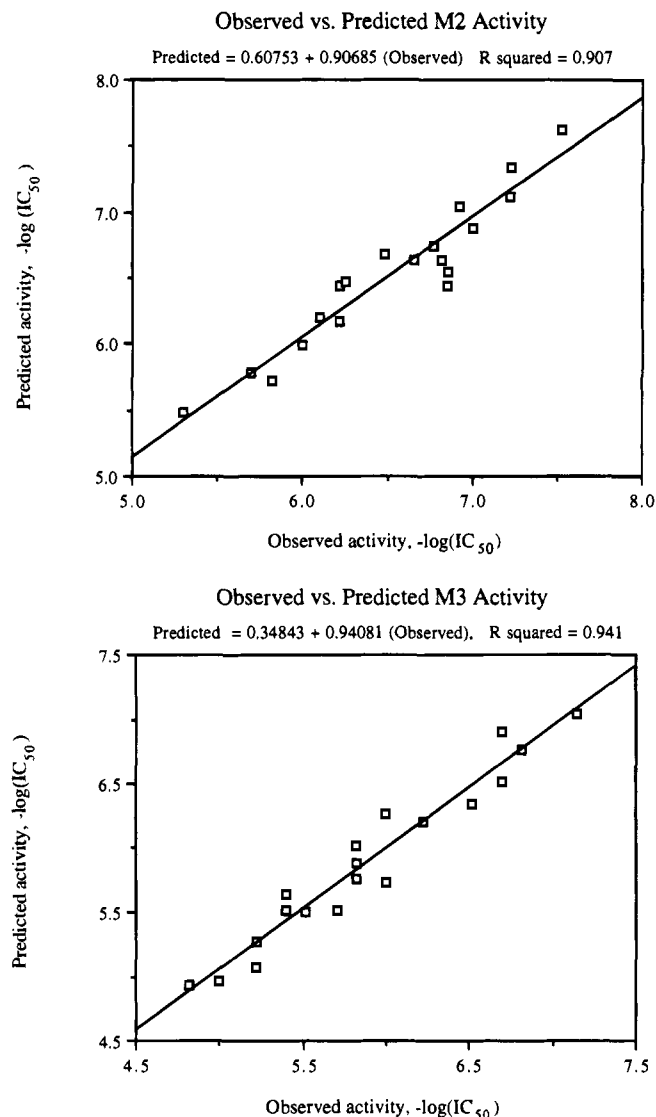 Observed vs. Predicted M2 Activity
Predicted = 0.60753 + 0.90685 (Observed) R squared = 0.907
8.0
7.0
6.0
5.0
Predicted activity, -log (IC50)
5.0 6.0 7.0 8.0
Observed activity, -log(IC50)
Observed vs. Predicted M3 Activity
Predicted = 0.34843 + 0.94081 (Observed), R squared = 0.941
7.5
6.5
5.5
4.5
Predicted activity, -log(IC50)
4.5 5.5 6.5 7.5
Observed activity, -log(IC50)